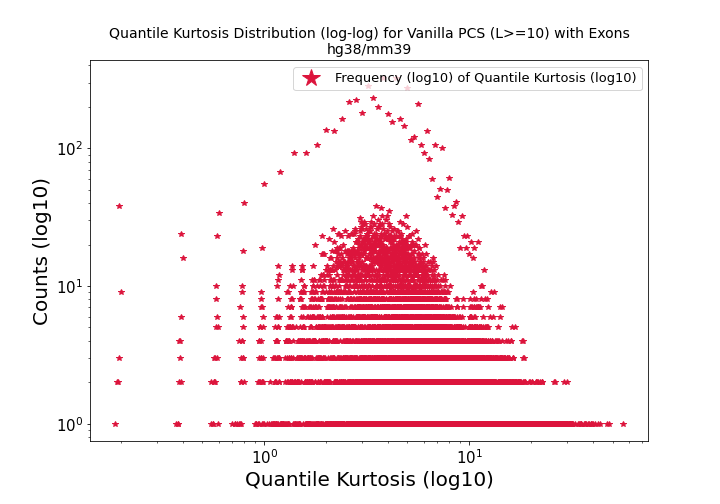 Quantile Kurtosis Distribution (log-log) for Vanilla PCS (L>=10) with Exons
hg38/mm39
Frequency (log10) of Quantile Kurtosis (log10)
Counts (log10)
10²
10¹
10⁰
10⁰ 10¹
Quantile Kurtosis (log10)